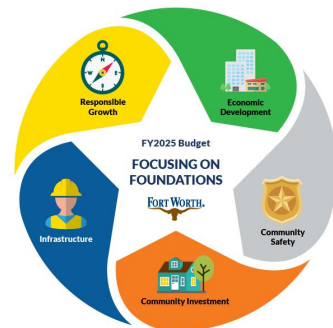 Responsible
Growth
Economic
Development
FY2025 Budget
FOCUSING ON
FOUNDATIONS
FORT WORTH®
Infrastructure
Community
Safety
Community Investment